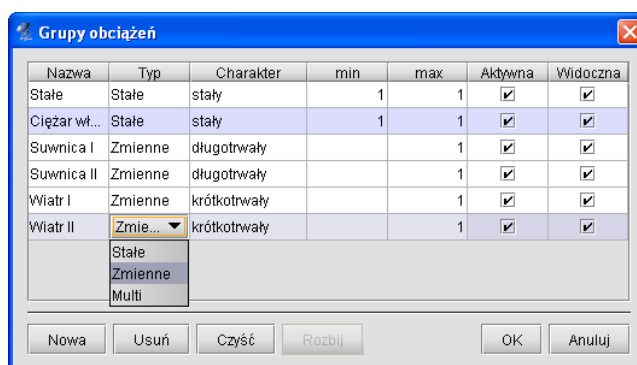 Grupy obciążeń
Nazwa Typ Charakter min max Aktywna Widoczna
Stałe Stałe stały 1 1
Ciężar wł... Stałe stały 1 1
Suwnica I Zmienne długotrwały 1
Suwnica II Zmienne długotrwały 1
Wiatr I Zmienne krótkotrwały 1
Wiatr II Zmie... krótkotrwały 1
Stałe
Zmienne
Multi
Nowa Usuń Czyść Rozbij OK Anuluj